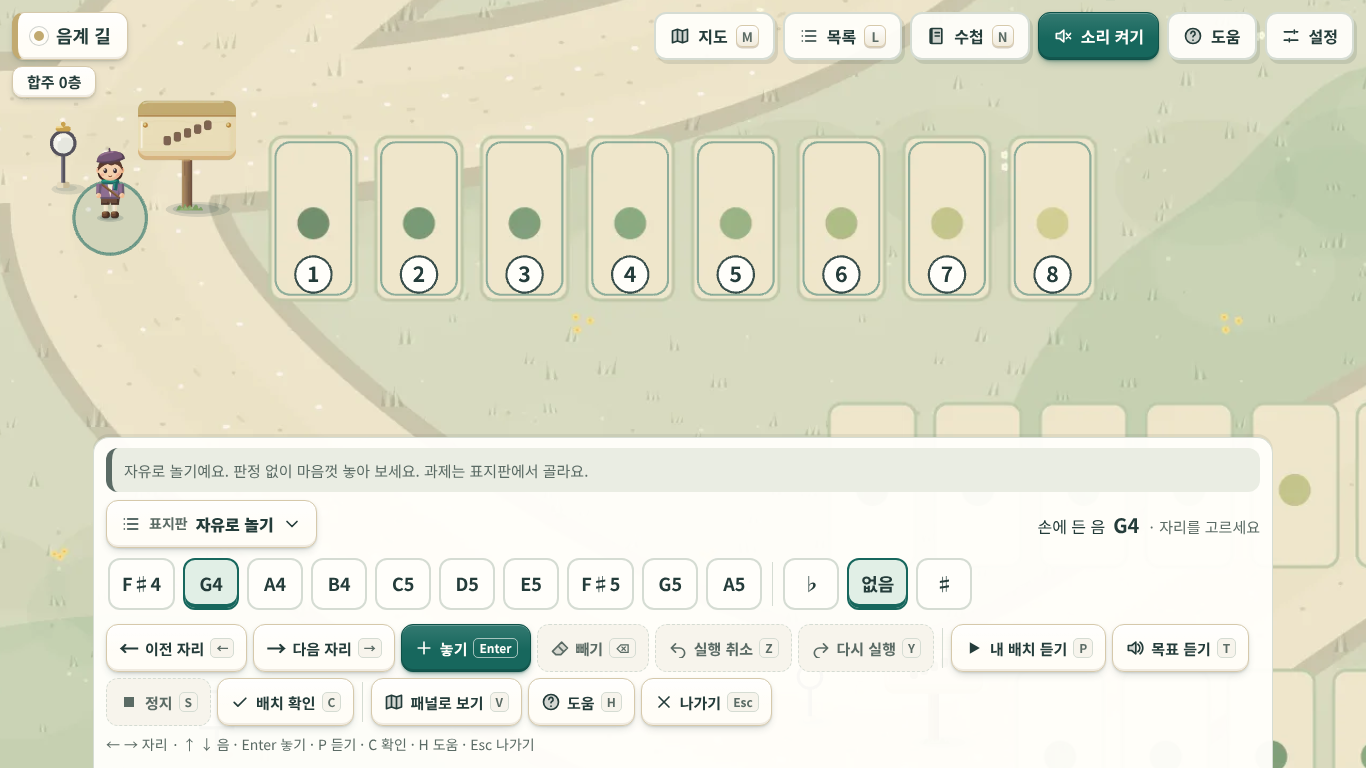 음계 길
지도 M
목록 L
수첩 N
소리 켜기
도움
설정
합주 0층
1 2 3 4 5 6 7 8
자유로 놀기예요. 판정 없이 마음껏 놓아 보세요. 과제는 표지판에서 골라요.
표지판 자유로 놀기
손에 든 음 G4 · 자리를 고르세요
F♯4 G4 A4 B4 C5 D5 E5 F♯5 G5 A5 ♭ 없음 ♯
← 이전 자리 ← → 다음 자리 → + 놓기 Enter 빼기 ⌫ 실행 취소 Z 다시 실행 Y 내 배치 듣기 P 목표 듣기 T
정지 S 배치 확인 C 패널로 보기 V 도움 H 나가기 Esc
← → 자리 · ↑ ↓ 음 · Enter 놓기 · P 듣기 · C 확인 · H 도움 · Esc 나가기